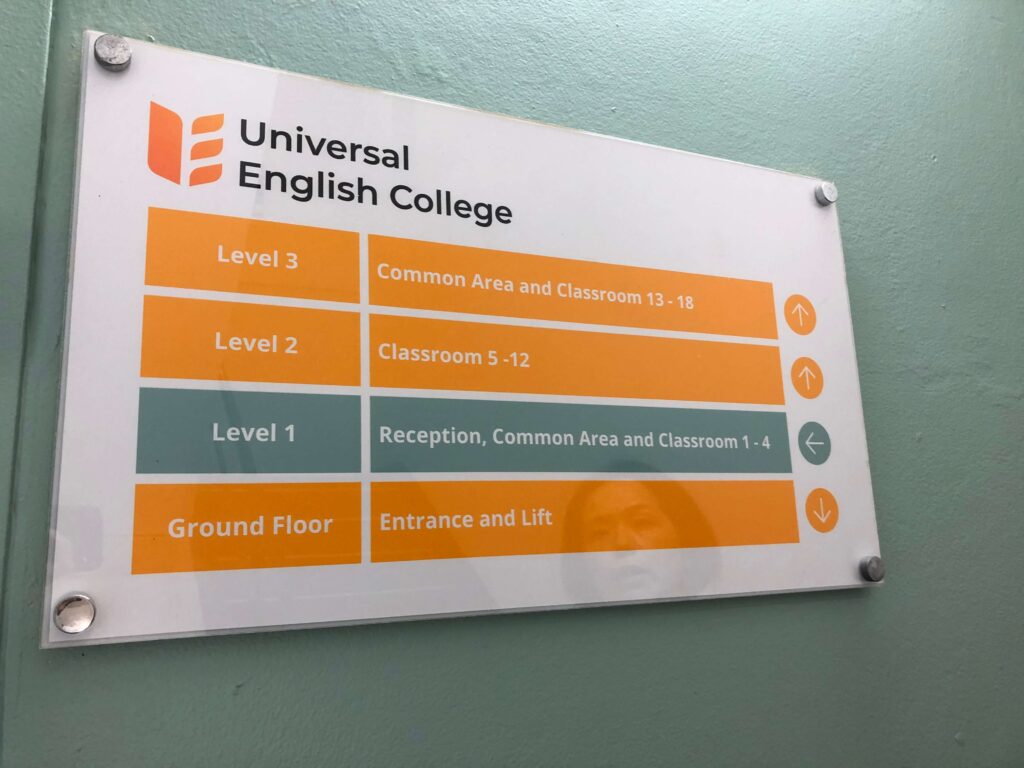 Universal
English College
Level 3 Common Area and Classroom 13 - 18 ↑
Level 2 Classroom 5 -12 ↑
Level 1 Reception, Common Area and Classroom 1 - 4 ←
Ground Floor Entrance and Lift ↓